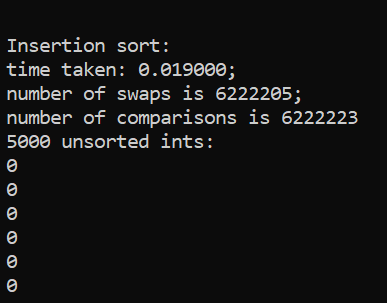 Insertion sort:
time taken: 0.019000;
number of swaps is 6222205;
number of comparisons is 6222223
5000 unsorted ints:
0
0
0
0
0
0